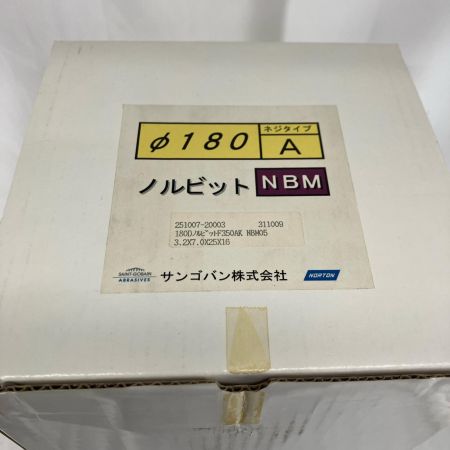 φ180 ネジタイプ A
ノルビット NBM
251007-20003 311009
180DノルビットﾄF350AK NBM05
3.2X7.0X25X16
SAINT-GOBAIN ABRASIVES サンゴバン株式会社 NORTON